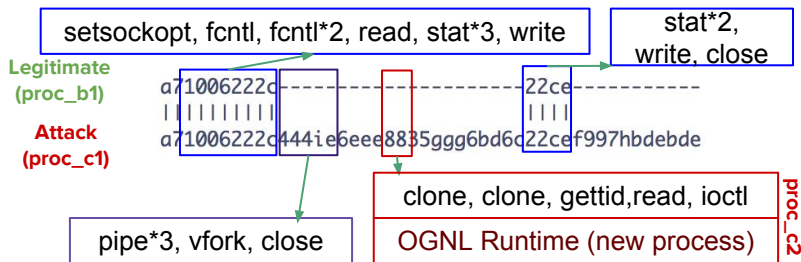 setsockopt, fcntl, fcntl*2, read, stat*3, write
stat*2,
write, close
Legitimate
(proc_b1)
a71006222c---------------------22ce-----------
|||||||||| ||||
Attack
(proc_c1)
a71006222c444ie6eee8835ggg6bd6c22cef997hbdebde
pipe*3, vfork, close
clone, clone, gettid,read, ioctl
OGNL Runtime (new process)
proc_c2